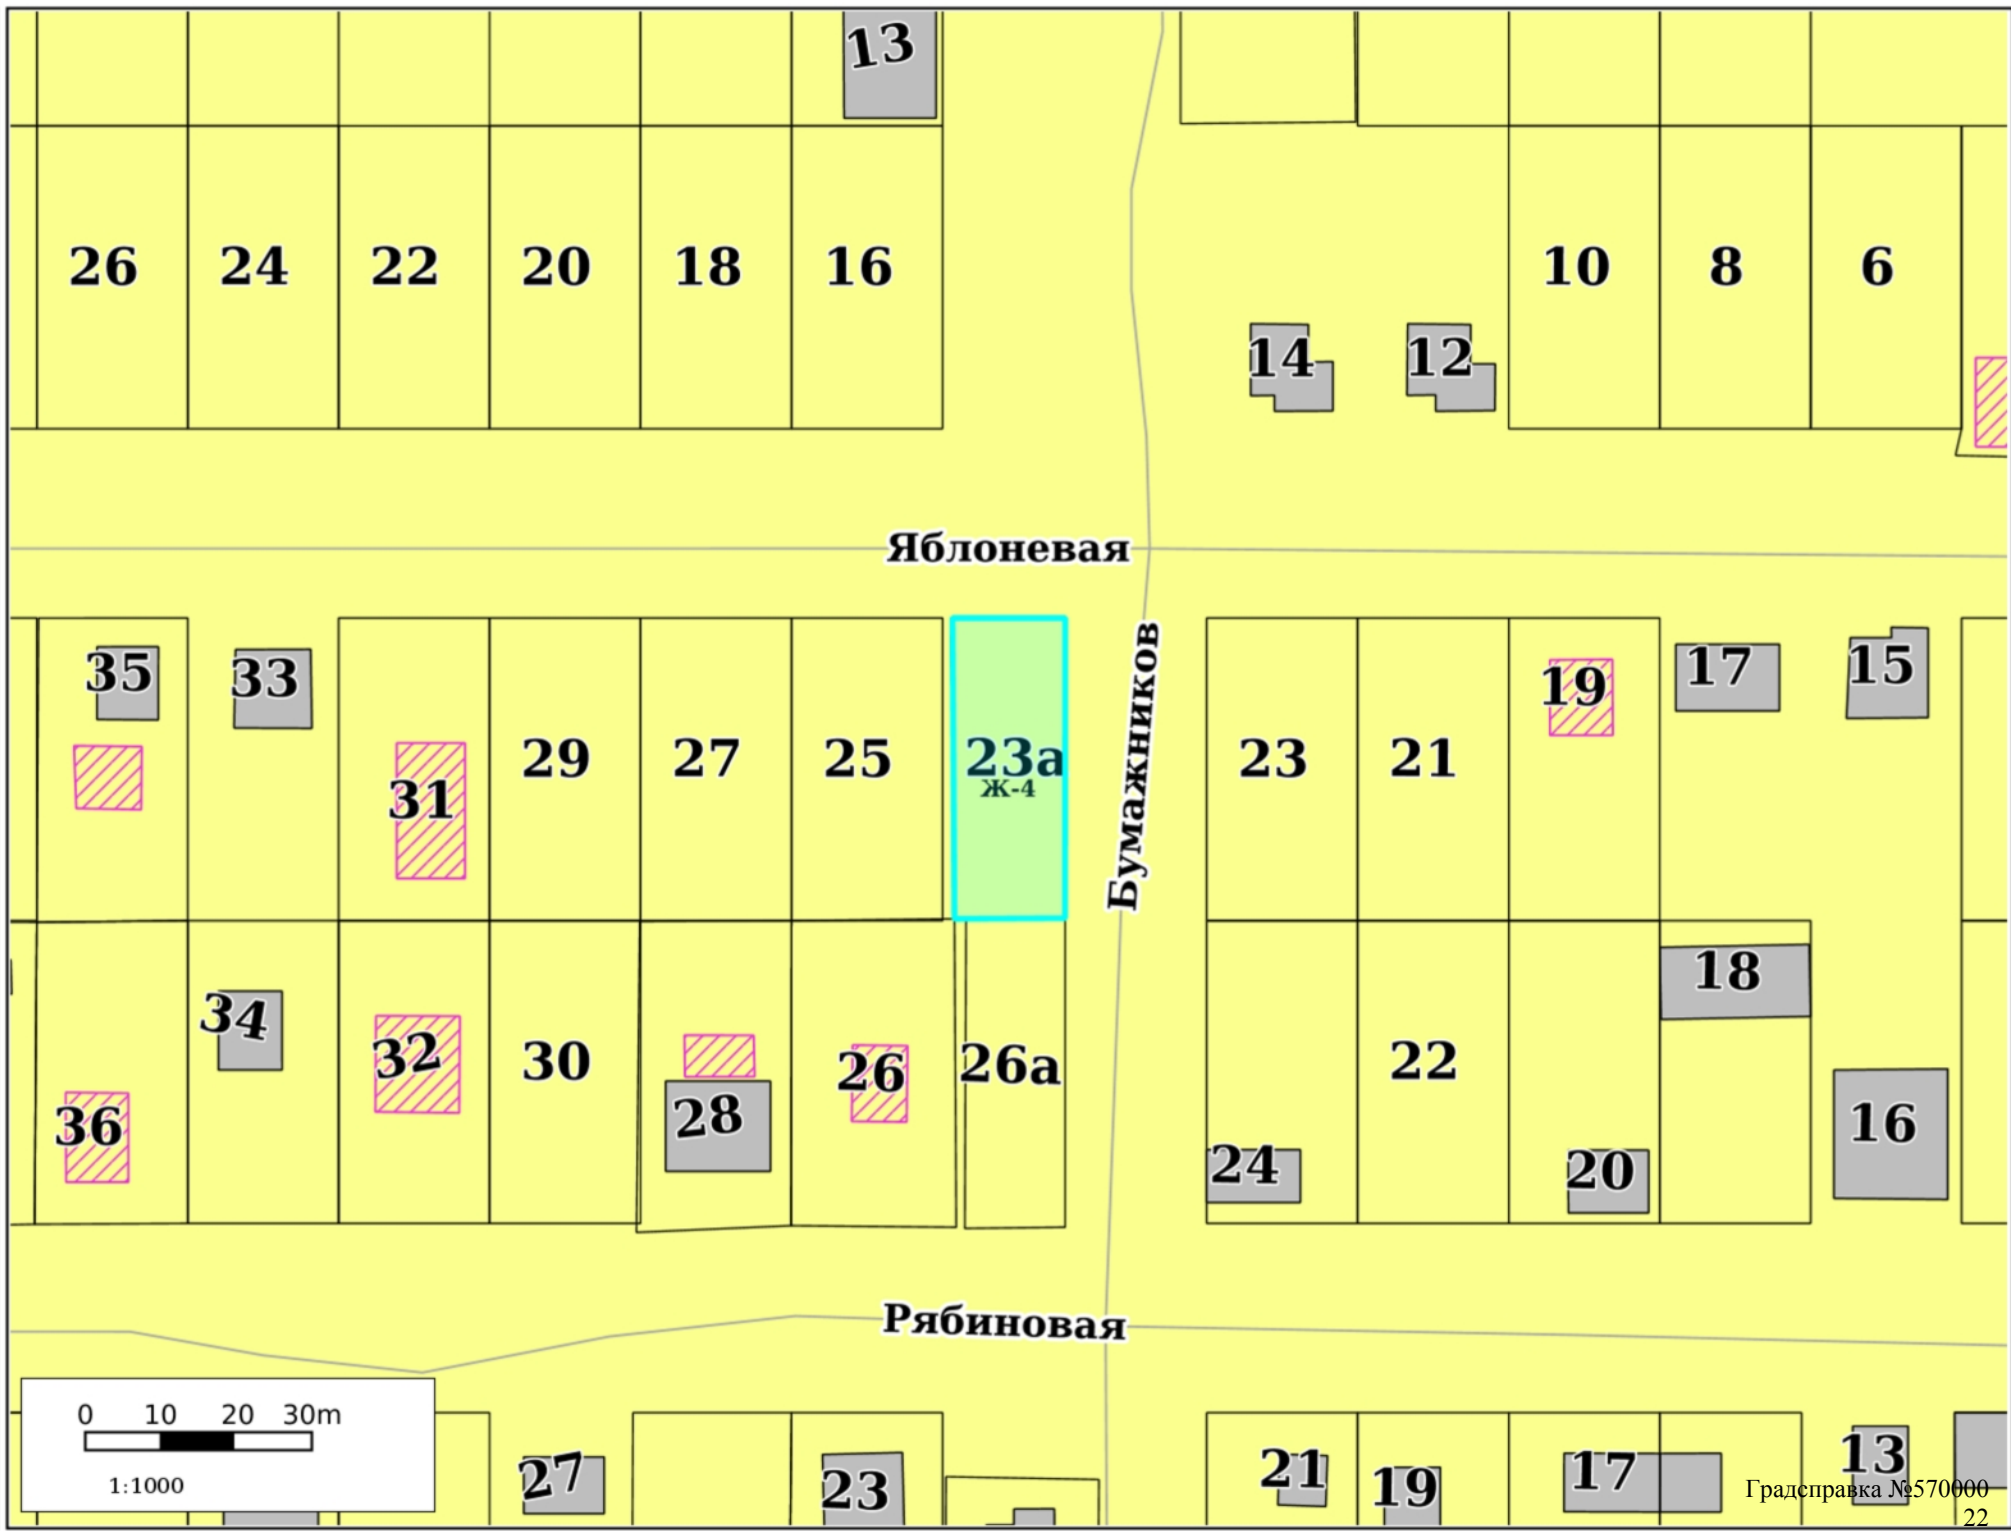 13
26 24 22 20 18 16 10 8 6
14 12
Яблоневая
35 33 31 29 27 25 23а
Ж-4
Бумажников
23 21 19 17 15
36 34 32 30 28 26 26а
24 22 20 18 16
Рябиновая
0 10 20 30m
1:1000
27 23 21 19 17 13
Градсправка №570000
22